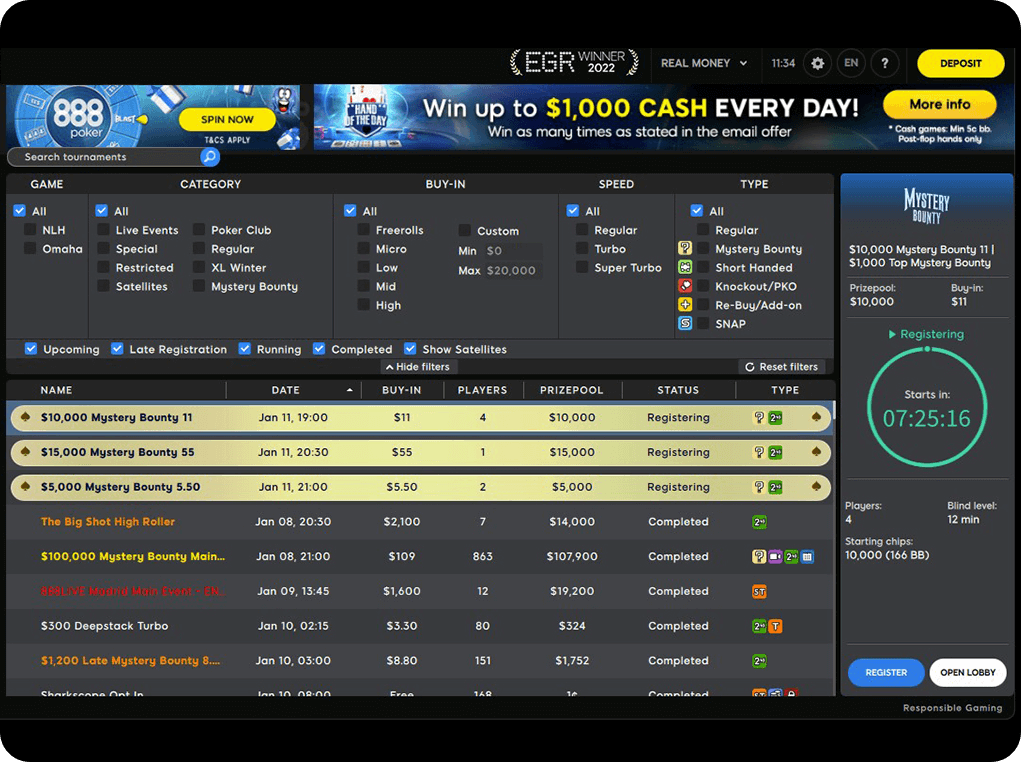 EGR WINNER 2022
REAL MONEY
11:34
EN
?
DEPOSIT
888 poker
BLAST
SPIN NOW
T&CS APPLY
HAND OF THE DAY
Win up to $1,000 CASH EVERY DAY!
Win as many times as stated in the email offer
More info
* Cash games: Min 5c bb.
Post-flop hands only
Search tournaments
GAME CATEGORY BUY-IN SPEED TYPE
All All All All All
NLH Live Events Poker Club Freerolls Custom Regular Regular
Omaha Special Regular Micro Min $0 Turbo Mystery Bounty
Restricted XL Winter Low Max $20,000 Super Turbo Short Handed
Satellites Mystery Bounty Mid Knockout/PKO
High Re-Buy/Add-on
SNAP
Upcoming Late Registration Running Completed Show Satellites
Hide filters
Reset filters
NAME DATE BUY-IN PLAYERS PRIZEPOOL STATUS TYPE
$10,000 Mystery Bounty 11 Jan 11, 19:00 $11 4 $10,000 Registering
$15,000 Mystery Bounty 55 Jan 11, 20:30 $55 1 $15,000 Registering
$5,000 Mystery Bounty 5.50 Jan 11, 21:00 $5.50 2 $5,000 Registering
The Big Shot High Roller Jan 08, 20:30 $2,100 7 $14,000 Completed
$100,000 Mystery Bounty Main... Jan 08, 21:00 $109 863 $107,900 Completed
888LIVE Madrid Main Event - EN... Jan 09, 13:45 $1,600 12 $19,200 Completed ST
$300 Deepstack Turbo Jan 10, 02:15 $3.30 80 $324 Completed T
$1,200 Late Mystery Bounty 8.... Jan 10, 03:00 $8.80 151 $1,752 Completed
Sharkscope Opt In Jan 10, 08:00 Free 168 1¢ Completed ST
MYSTERY BOUNTY
$10,000 Mystery Bounty 11 |
$1,000 Top Mystery Bounty
Prizepool: Buy-in:
$10,000 $11
Registering
Starts in:
07:25:16
Players: Blind level:
4 12 min
Starting chips:
10,000 (166 BB)
REGISTER
OPEN LOBBY
Responsible Gaming